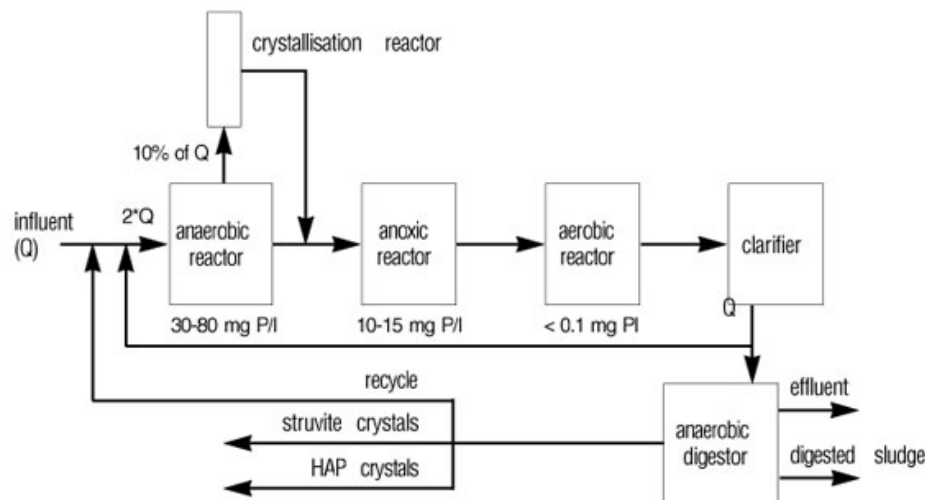 crystallisation reactor
10% of Q
influent
(Q)
2*Q
anaerobic
reactor
anoxic
reactor
aerobic
reactor
clarifier
Q
30-80 mg P/l
10-15 mg P/l
< 0.1 mg Pl
recycle
struvite crystals
HAP crystals
anaerobic
digestor
effluent
digested sludge